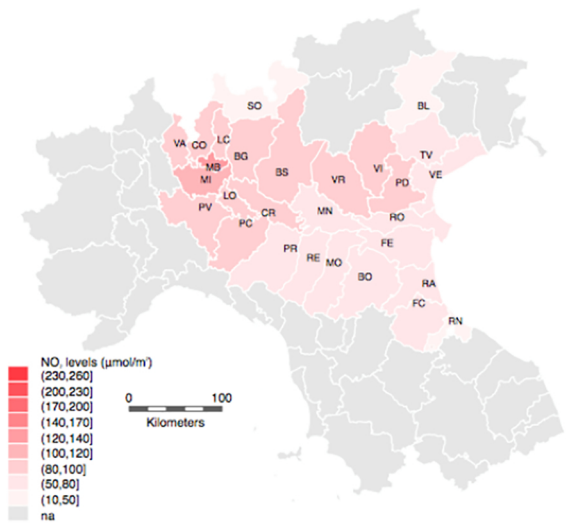 SO
BL
VA CO LC
MB
BG
MI
BS
VR
VI
TV
PD
VE
LO
PV
CR
MN
RO
PC
PR RE MO
FE
BO
RA
FC
RN
NO, levels (µmol/m')
(230,260]
(200,230]
(170,200]
(140,170]
(120,140]
(100,120]
(80,100]
(50,80]
(10,50]
na
0 100
Kilometers